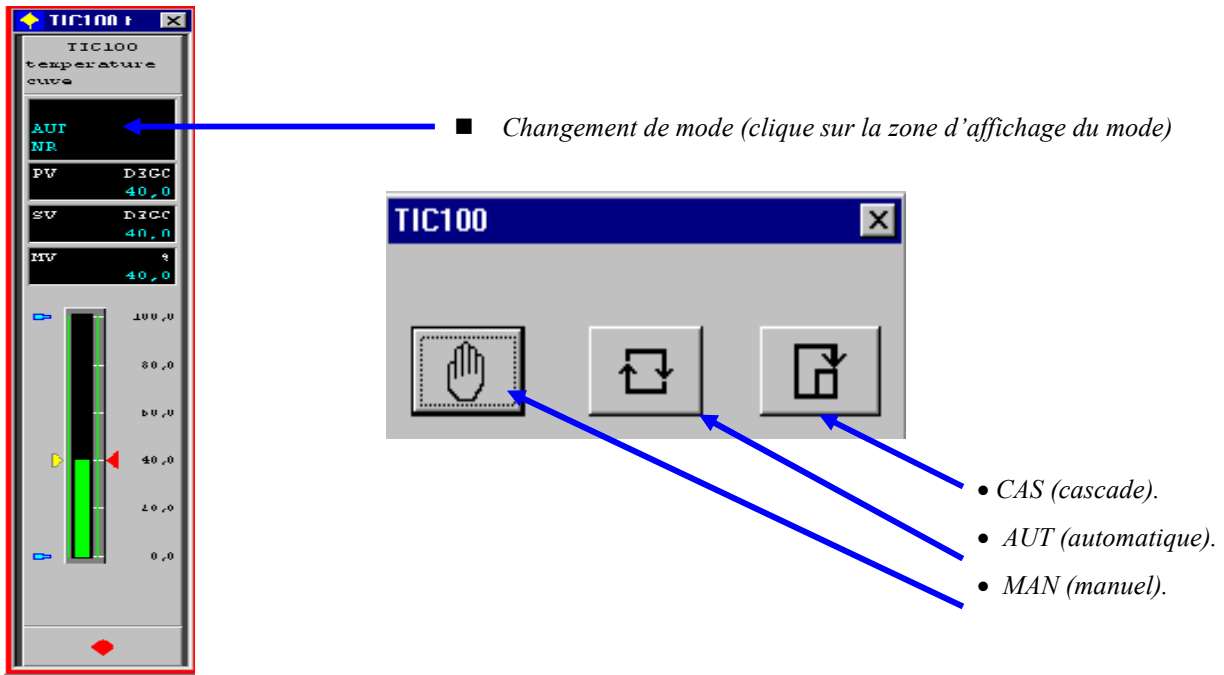 TIC100 t
TIC100
temperature
cuve
AUT
NR
PV DEGC
40,0
SV DEGC
40,0
MV %
40,0
100,0
80,0
60,0
40,0
20,0
0,0
■ Changement de mode (clique sur la zone d’affichage du mode)
TIC100
• CAS (cascade).
• AUT (automatique).
• MAN (manuel).